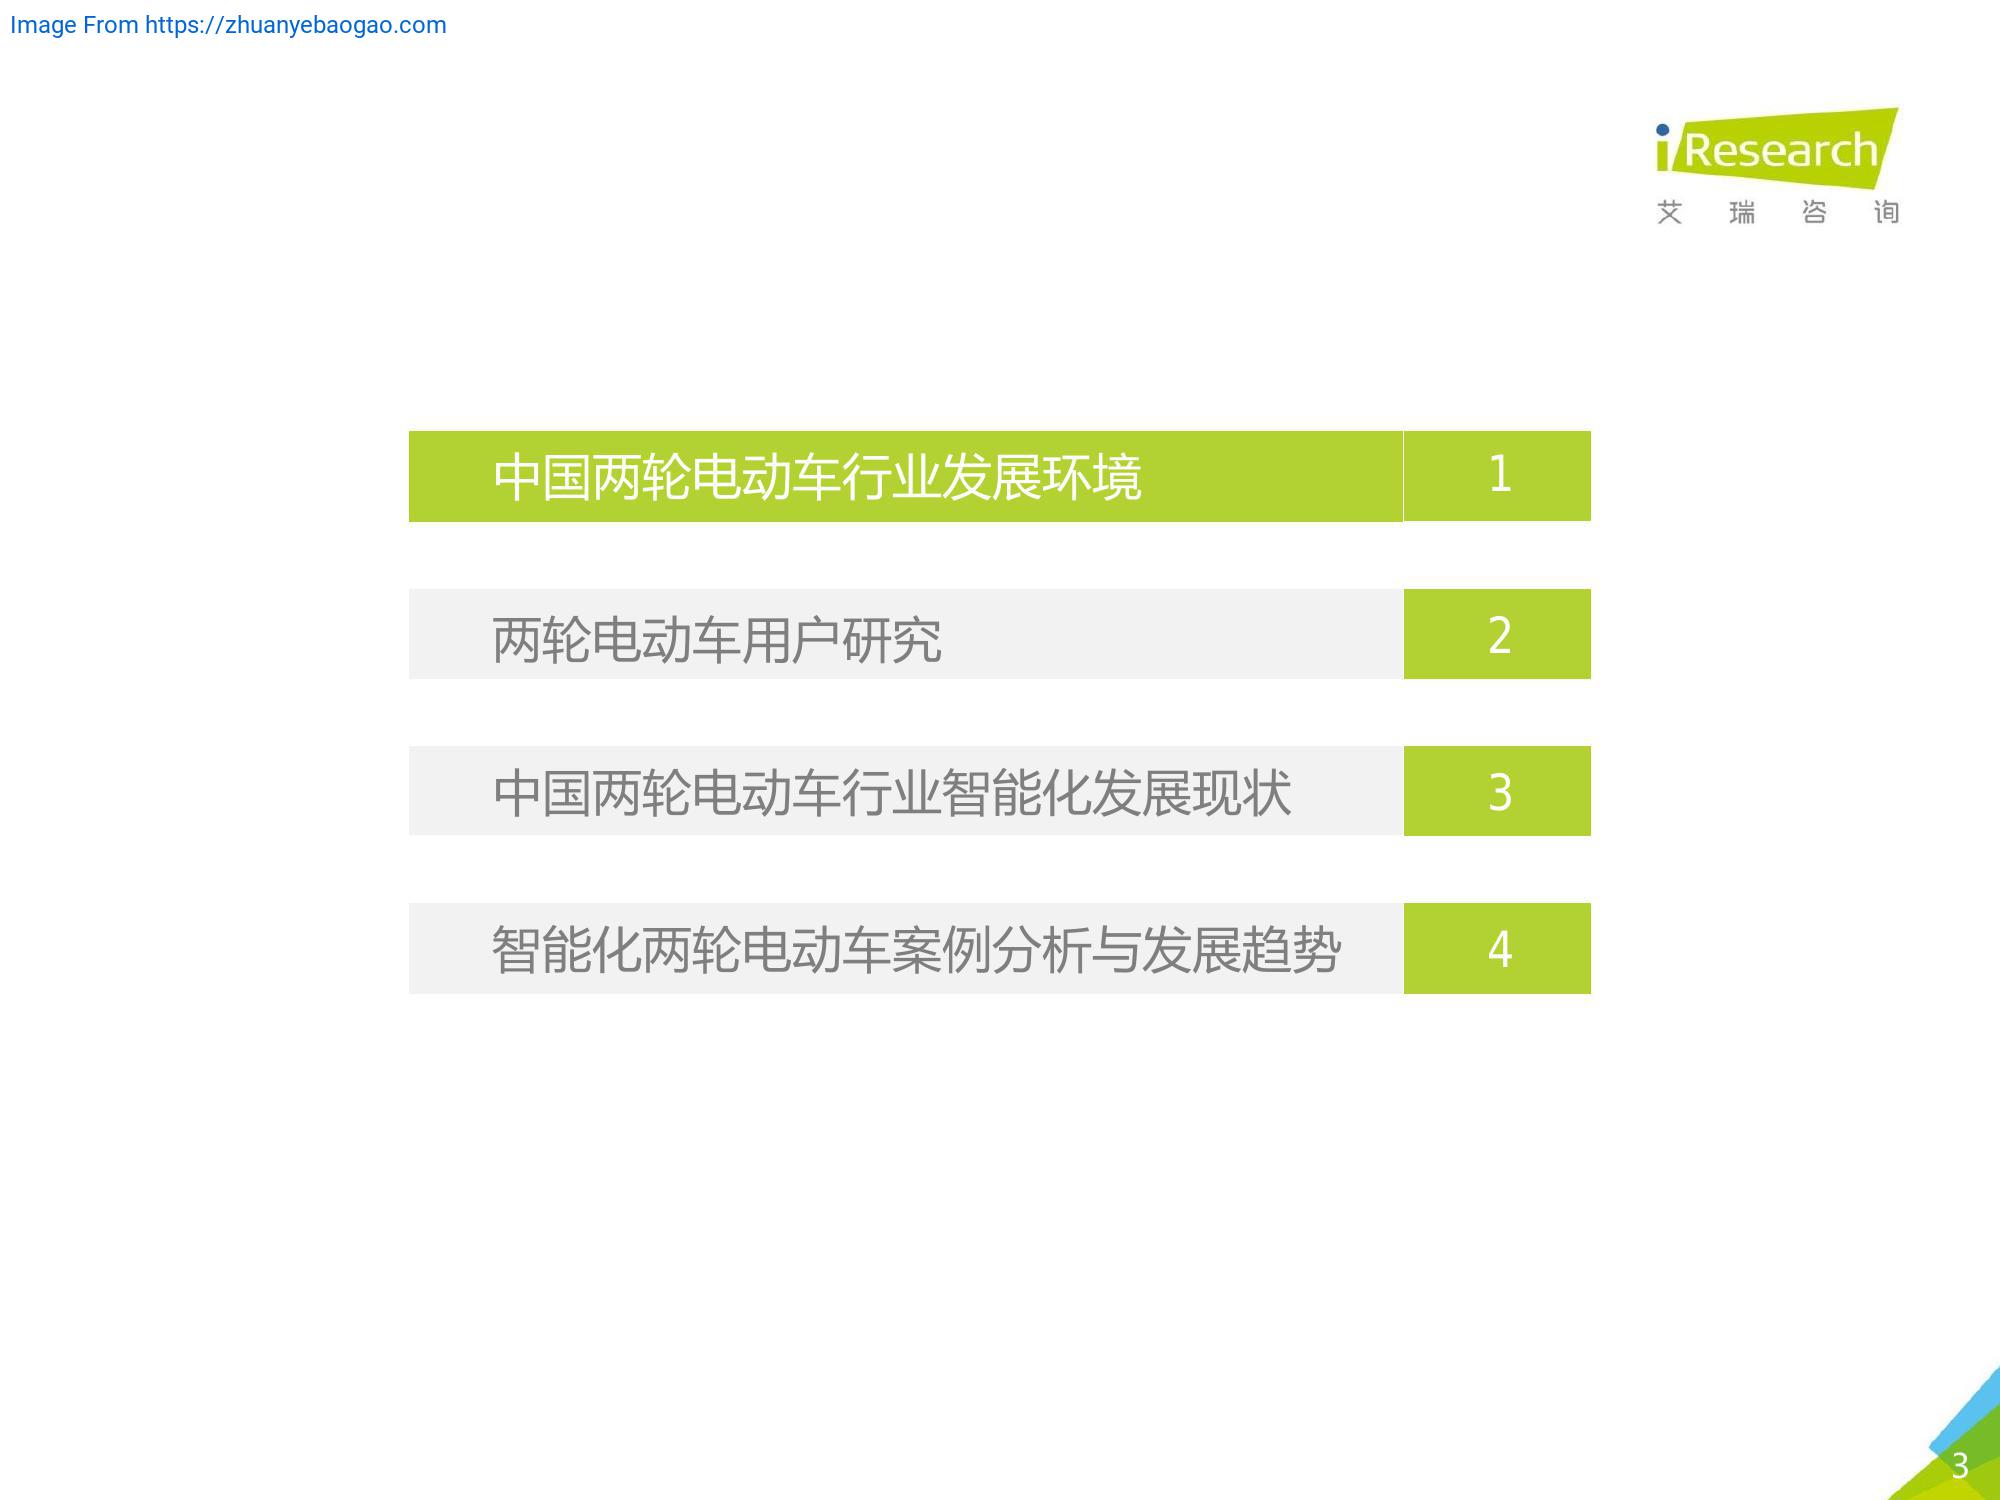 Image From https://zhuanyebaogao.com
iResearch
艾瑞咨询
中国两轮电动车行业发展环境 1
两轮电动车用户研究 2
中国两轮电动车行业智能化发展现状 3
智能化两轮电动车案例分析与发展趋势 4
3